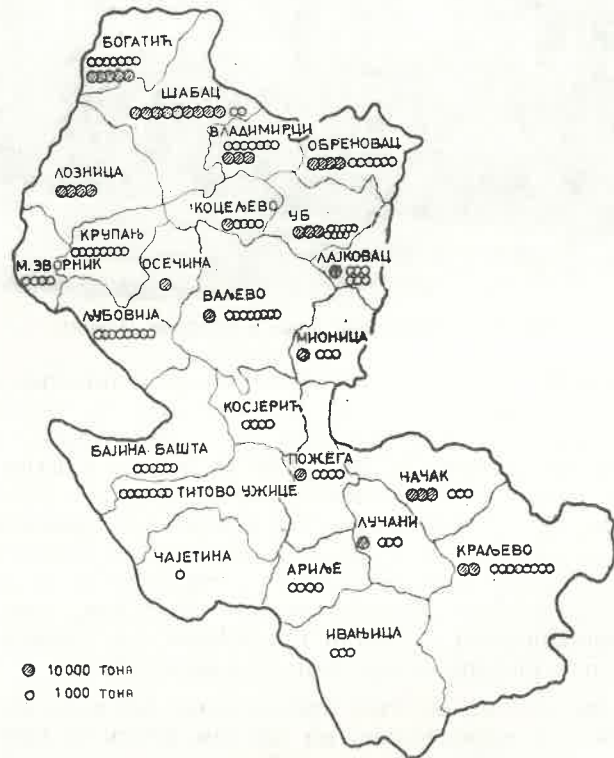 БОГАТИЋ
ШАБАЦ
ВЛАДИМИРЦИ
ОБРЕНОВАЦ
ЛОЗНИЦА
КОЦЕЉЕВО
УБ
КРУПАЊ
ЛАЈКОВАЦ
М. ЗВОРНИК
ОСЕЧИНА
ВАЉЕВО
ЉУБОВИЈА
МИОНИЦА
КОСЈЕРИЋ
БАЈИНА БАШТА
ПОЖЕГА
ЧАЧАК
ТИТОВО УЖИЦЕ
ЛУЧАНИ
ЧАЈЕТИНА
АРИЉЕ
КРАЉЕВО
ИВАЊИЦА
10 000 ТОНА
1 000 ТОНА